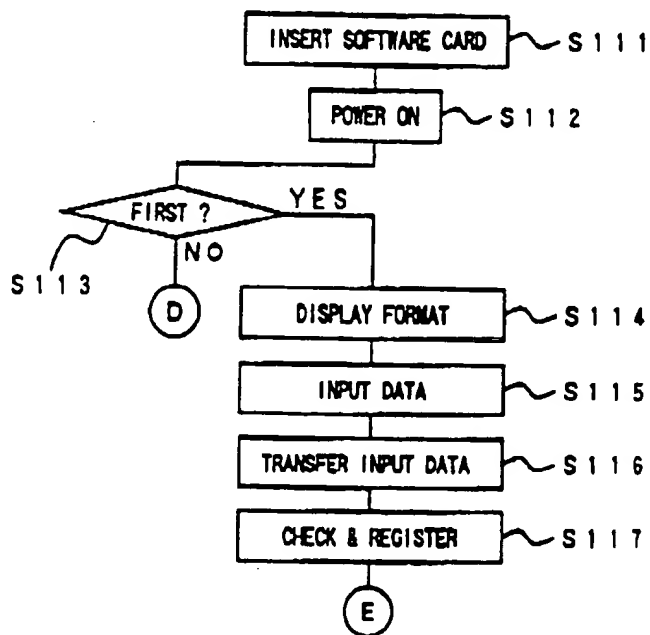 INSERT SOFTWARE CARD S111
POWER ON S112
FIRST ? YES
NO
S113
D
DISPLAY FORMAT S114
INPUT DATA S115
TRANSFER INPUT DATA S116
CHECK & REGISTER S117
E